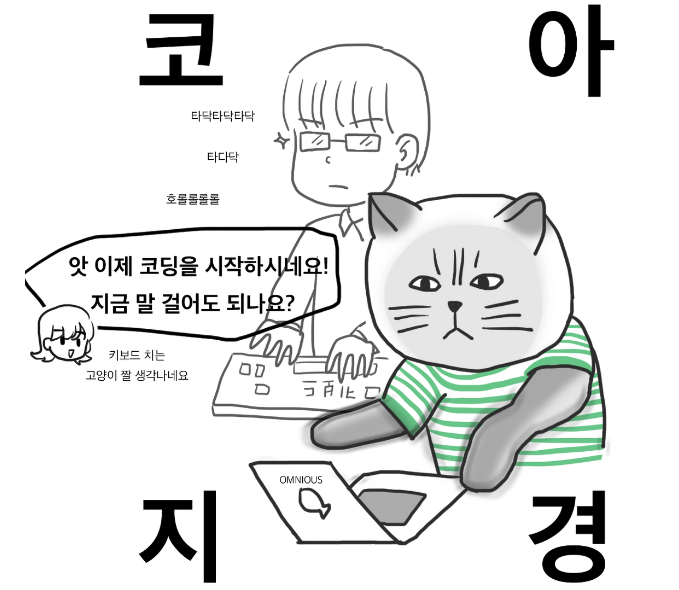 코 아
타닥타닥타닥
타다닥
호롤롤롤롤
앗 이제 코딩을 시작하시네요!
지금 말 걸어도 되나요?
키보드 치는
고양이 짤 생각나네요
OMNIOUS
지 경